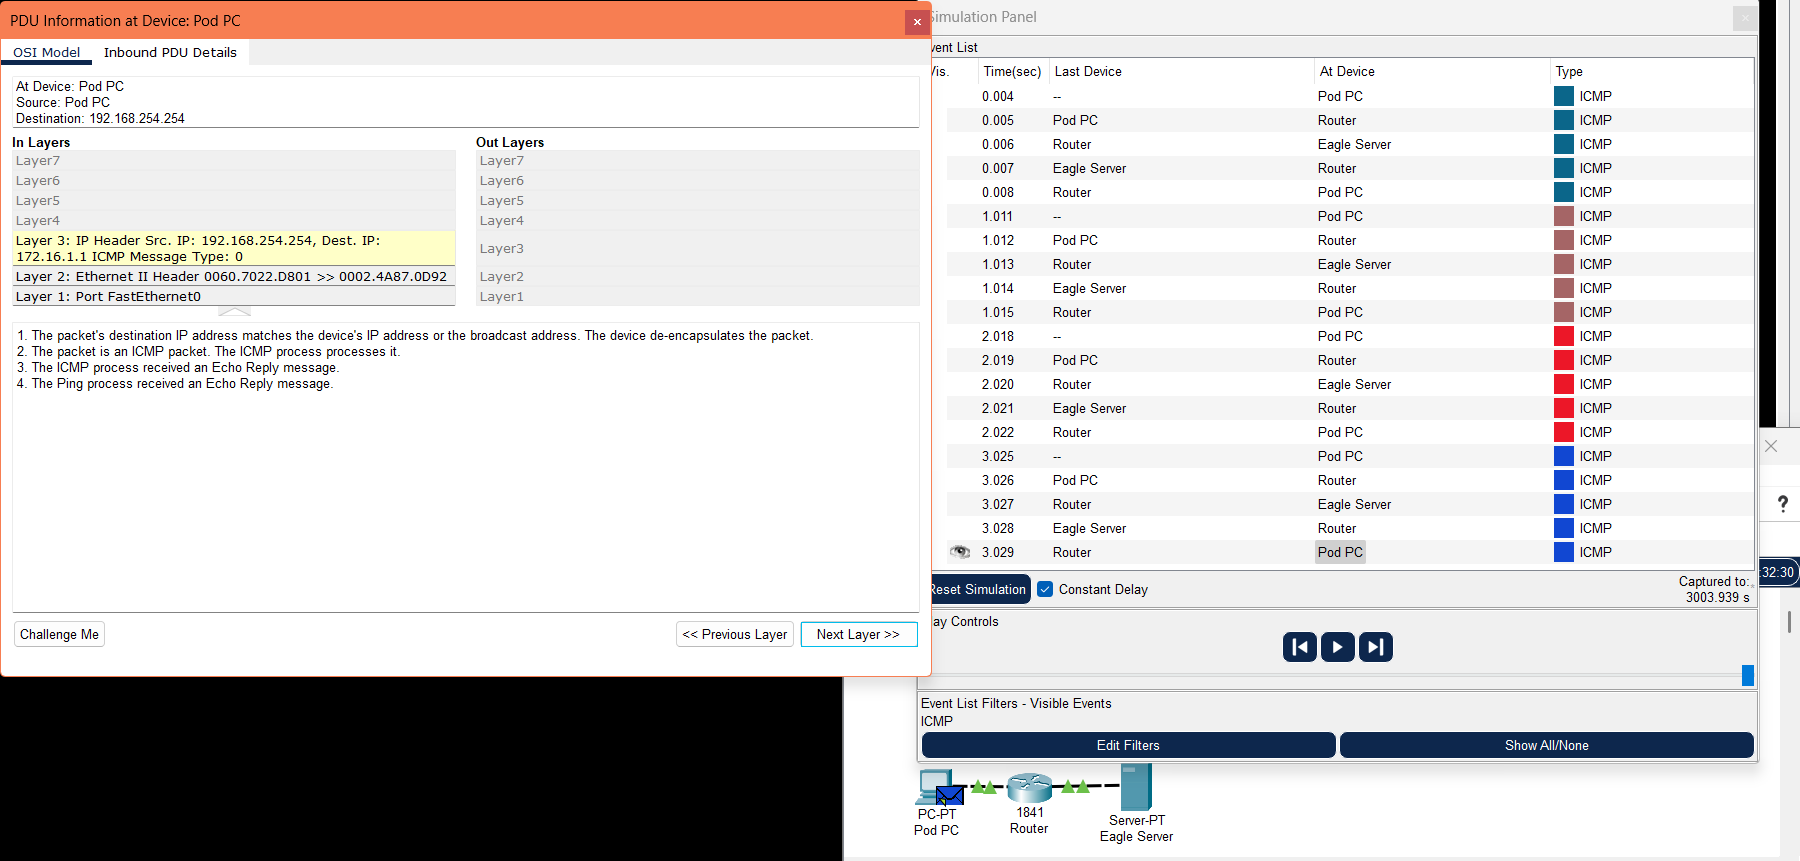 PDU Information at Device: Pod PC
OSI Model
Inbound PDU Details
At Device: Pod PC
Source: Pod PC
Destination: 192.168.254.254
In Layers
Layer7
Layer6
Layer5
Layer4
Layer 3: IP Header Src. IP: 192.168.254.254, Dest. IP:
172.16.1.1 ICMP Message Type: 0
Layer 2: Ethernet II Header 0060.7022.D801 >> 0002.4A87.0D92
Layer 1: Port FastEthernet0
Out Layers
Layer7
Layer6
Layer5
Layer4
Layer3
Layer2
Layer1
1. The packet's destination IP address matches the device's IP address or the broadcast address. The device de-encapsulates the packet.
2. The packet is an ICMP packet. The ICMP process processes it.
3. The ICMP process received an Echo Reply message.
4. The Ping process received an Echo Reply message.
Challenge Me
<< Previous Layer
Next Layer >>
Simulation Panel
vent List
Vis. Time(sec) Last Device At Device Type
0.004 -- Pod PC ICMP
0.005 Pod PC Router ICMP
0.006 Router Eagle Server ICMP
0.007 Eagle Server Router ICMP
0.008 Router Pod PC ICMP
1.011 -- Pod PC ICMP
1.012 Pod PC Router ICMP
1.013 Router Eagle Server ICMP
1.014 Eagle Server Router ICMP
1.015 Router Pod PC ICMP
2.018 -- Pod PC ICMP
2.019 Pod PC Router ICMP
2.020 Router Eagle Server ICMP
2.021 Eagle Server Router ICMP
2.022 Router Pod PC ICMP
3.025 -- Pod PC ICMP
3.026 Pod PC Router ICMP
3.027 Router Eagle Server ICMP
3.028 Eagle Server Router ICMP
3.029 Router Pod PC ICMP
Reset Simulation
Constant Delay
Captured to:
3003.939 s
ay Controls
Event List Filters - Visible Events
ICMP
Edit Filters
Show All/None
?
:32:30
PC-PT
Pod PC
1841
Router
Server-PT
Eagle Server